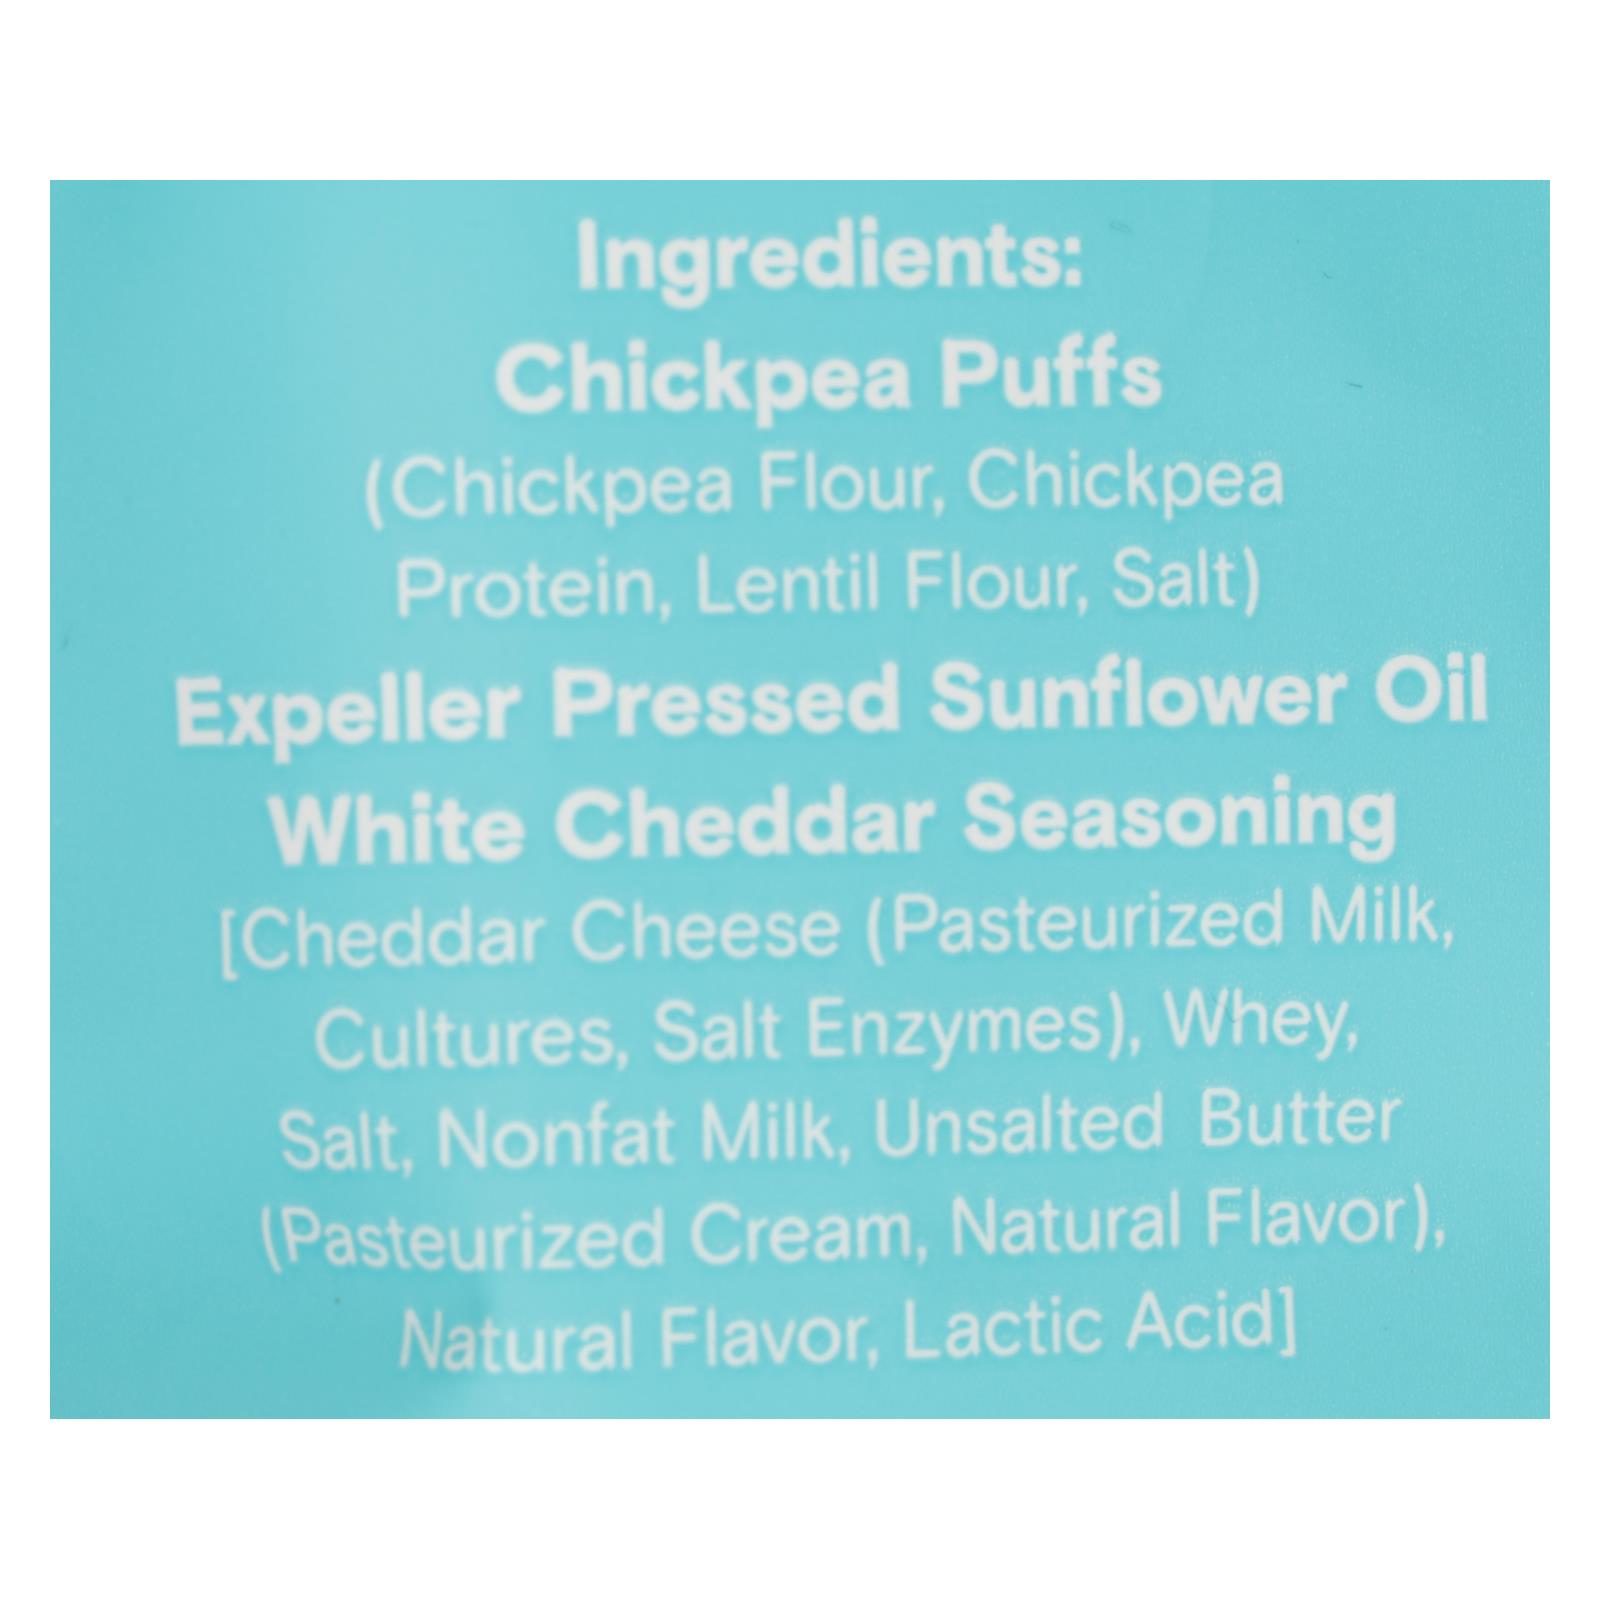 Ingredients:
Chickpea Puffs
(Chickpea Flour, Chickpea
Protein, Lentil Flour, Salt)
Expeller Pressed Sunflower Oil
White Cheddar Seasoning
[Cheddar Cheese (Pasteurized Milk,
Cultures, Salt Enzymes), Whey,
Salt, Nonfat Milk, Unsalted Butter
(Pasteurized Cream, Natural Flavor),
Natural Flavor, Lactic Acid]